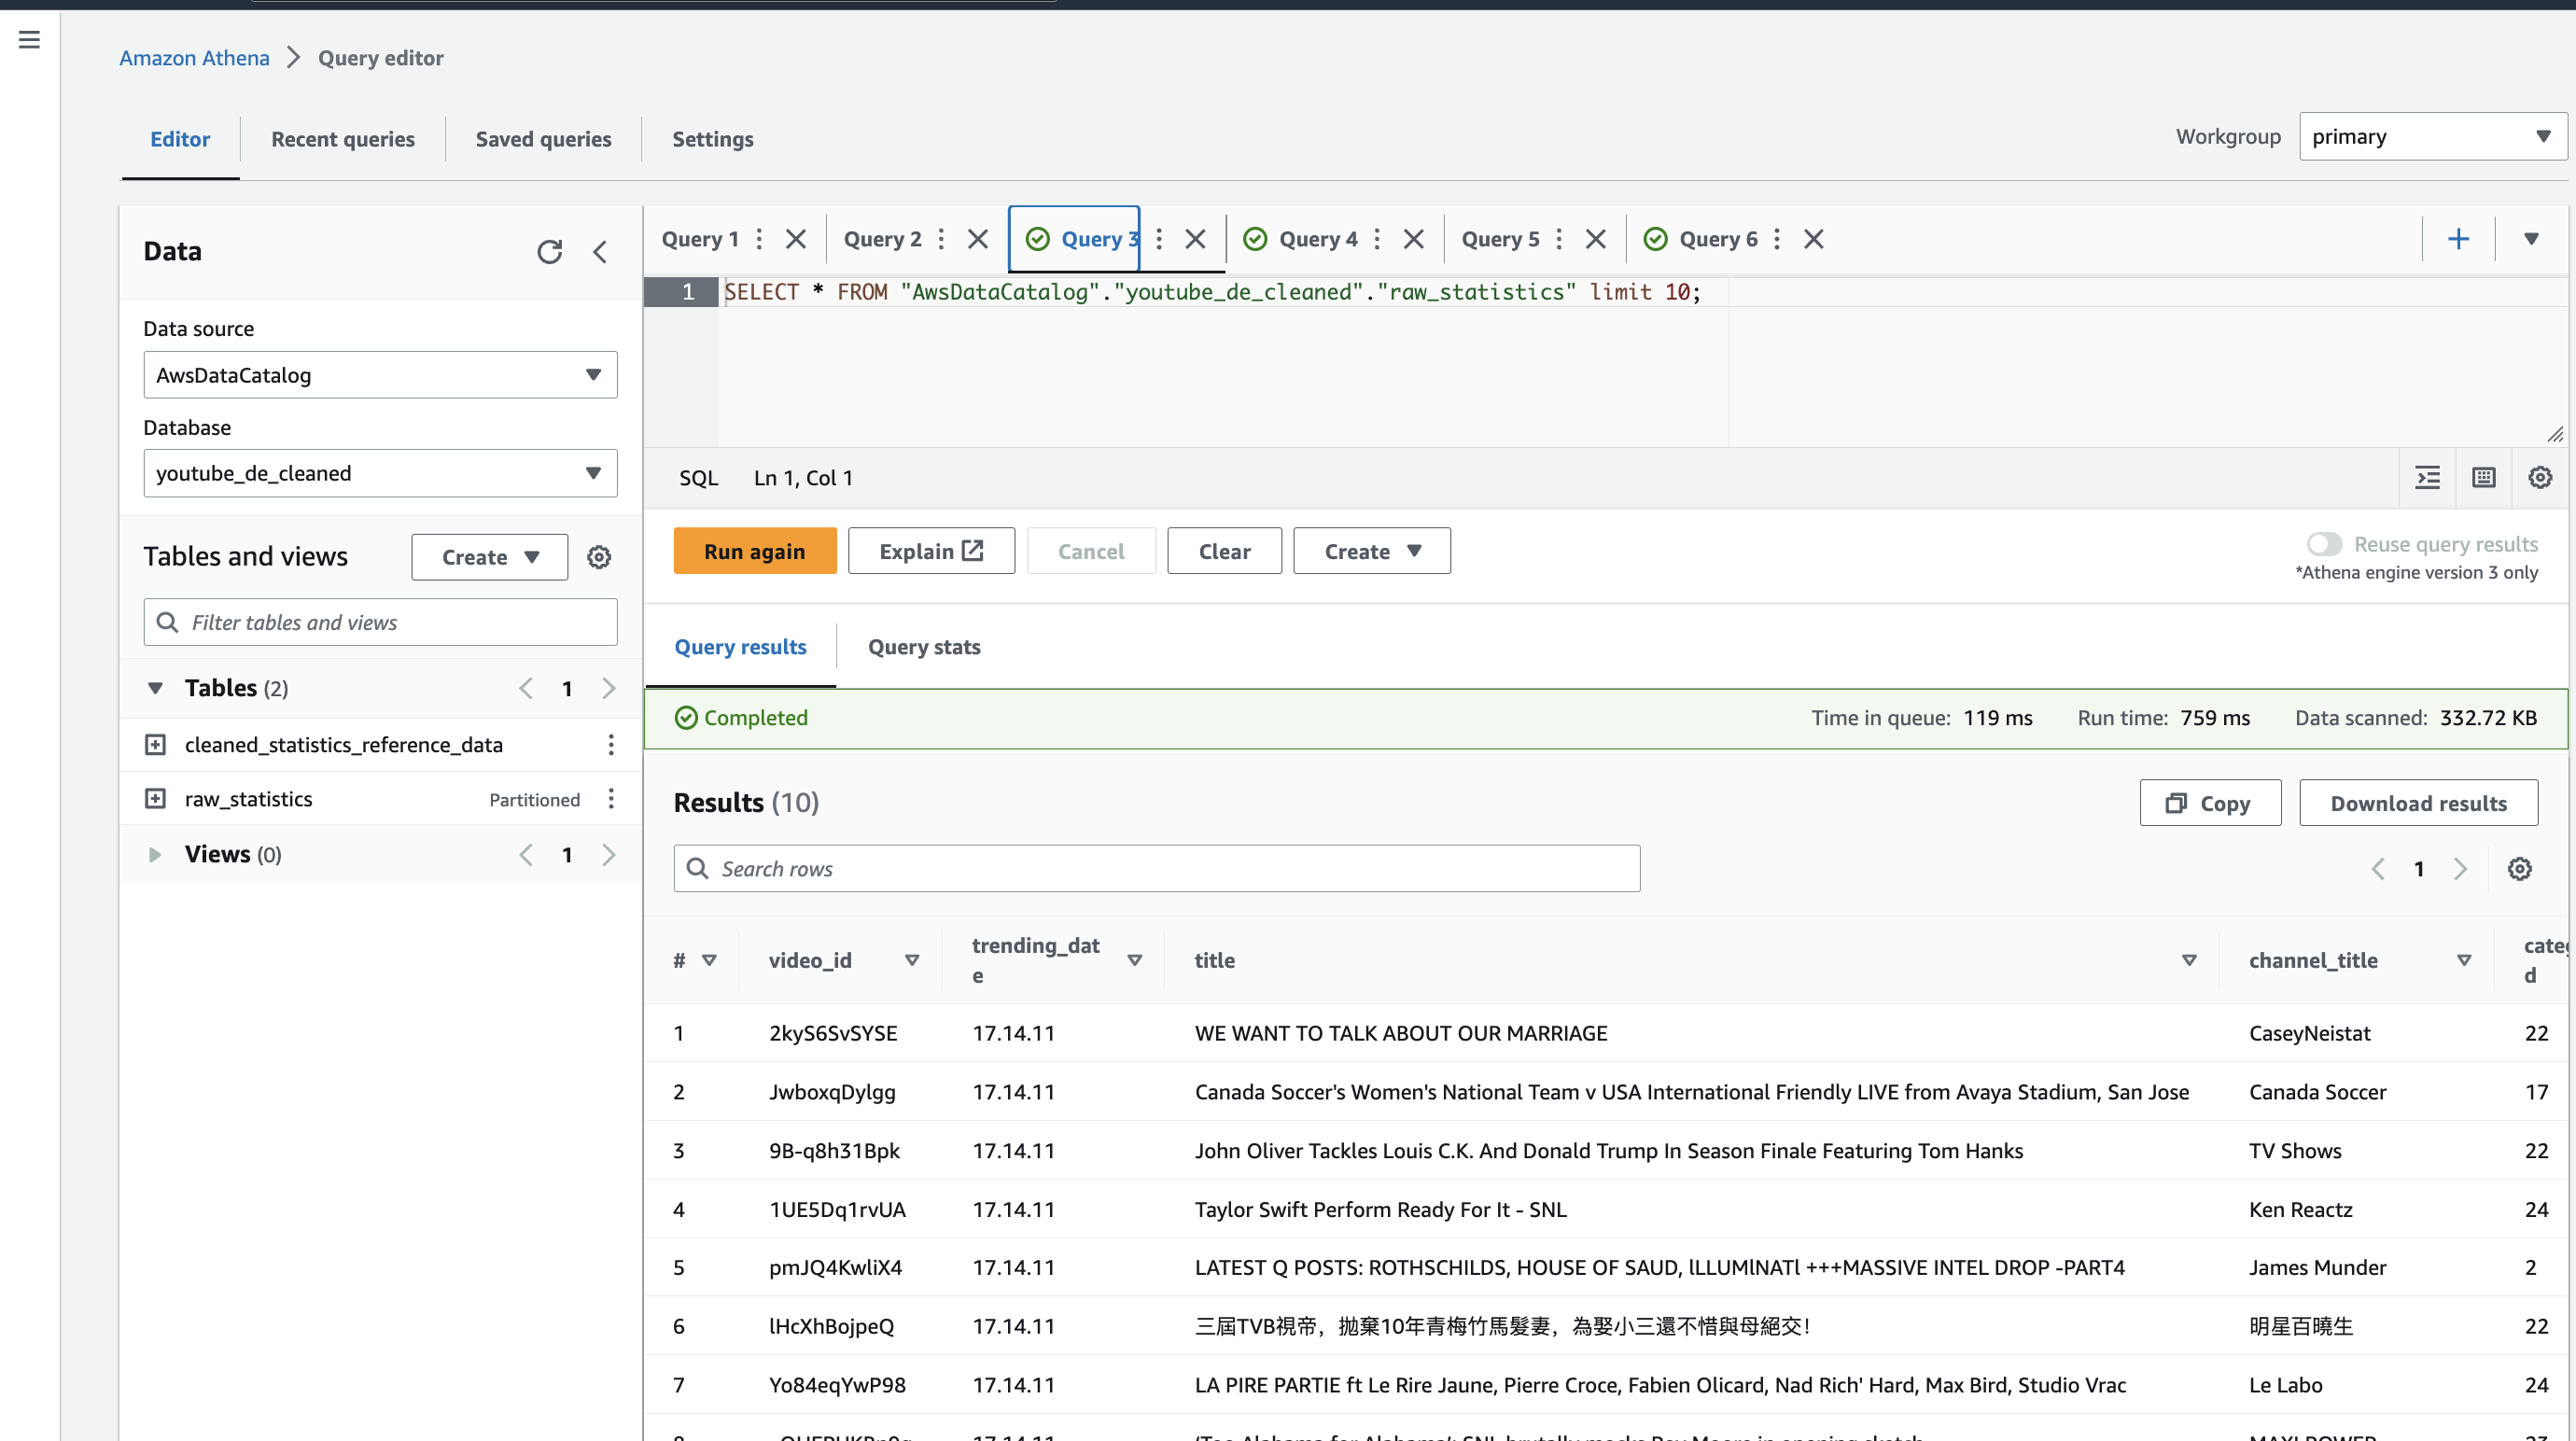 Amazon Athena > Query editor
Editor Recent queries Saved queries Settings
Workgroup primary
Data
Data source
AwsDataCatalog
Database
youtube_de_cleaned
Tables and views Create
Filter tables and views
Tables (2) 1
cleaned_statistics_reference_data
raw_statistics Partitioned
Views (0) 1
Query 1 Query 2 Query 3 Query 4 Query 5 Query 6
1 SELECT * FROM "AwsDataCatalog"."youtube_de_cleaned"."raw_statistics" limit 10;
SQL Ln 1, Col 1
Run again Explain Cancel Clear Create
Reuse query results
*Athena engine version 3 only
Query results Query stats
Completed Time in queue: 119 ms Run time: 759 ms Data scanned: 332.72 KB
Results (10) Copy Download results
Search rows 1
# video_id trending_date title channel_title
1 2kyS6SvSYSE 17.14.11 WE WANT TO TALK ABOUT OUR MARRIAGE CaseyNeistat 22
2 JwboxqDylgg 17.14.11 Canada Soccer's Women's National Team v USA International Friendly LIVE from Avaya Stadium, San Jose Canada Soccer 17
3 9B-q8h31Bpk 17.14.11 John Oliver Tackles Louis C.K. And Donald Trump In Season Finale Featuring Tom Hanks TV Shows 22
4 1UE5Dq1rvUA 17.14.11 Taylor Swift Perform Ready For It - SNL Ken Reactz 24
5 pmJQ4KwliX4 17.14.11 LATEST Q POSTS: ROTHSCHILDS, HOUSE OF SAUD, lLLUMlNATl +++MASSIVE INTEL DROP -PART4 James Munder 2
6 lHcXhBojpeQ 17.14.11 三屆TVB視帝，拋棄10年青梅竹馬髮妻，為娶小三還不惜與母絕交！ 明星百曉生 22
7 Yo84eqYwP98 17.14.11 LA PIRE PARTIE ft Le Rire Jaune, Pierre Croce, Fabien Olicard, Nad Rich' Hard, Max Bird, Studio Vrac Le Labo 24